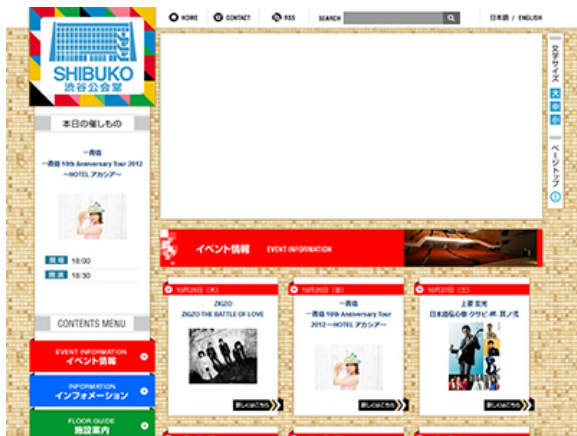 HOME
CONTACT
RSS
SEARCH
日本語 / ENGLISH
SHIBUKO
渋谷公会堂
本日の催しもの
一青窈
一青窈 10th Anniversary Tour 2012
～HOTEL アカシア～
開場 18:00
開演 18:30
CONTENTS MENU
EVENT INFORMATION
イベント情報
INFORMATION
インフォメーション
FLOOR GUIDE
施設案内
文字サイズ
大
中
小
ページトップ
イベント情報 EVENT INFORMATION
10月25日（木）
ZIGZO
ZIGZO THE BATTLE OF LOVE
詳しくはこちら
10月26日（金）
一青窈
一青窈 10th Anniversary Tour
2012～HOTEL アカシア～
詳しくはこちら
10月27日（土）
上妻宏光
日本流伝心祭 クサビ-楔-其ノ弐
詳しくはこちら